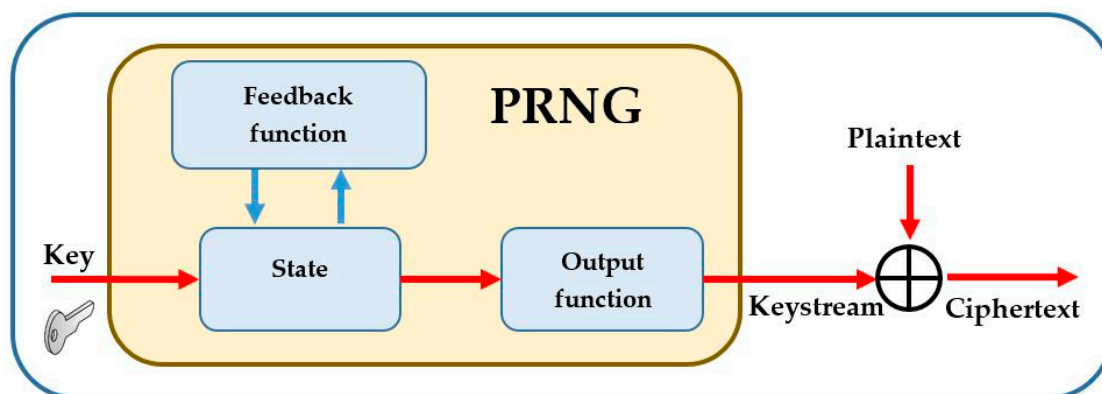 Feedback
function
PRNG
Plaintext
Key
State
Output
function
Keystream
Ciphertext